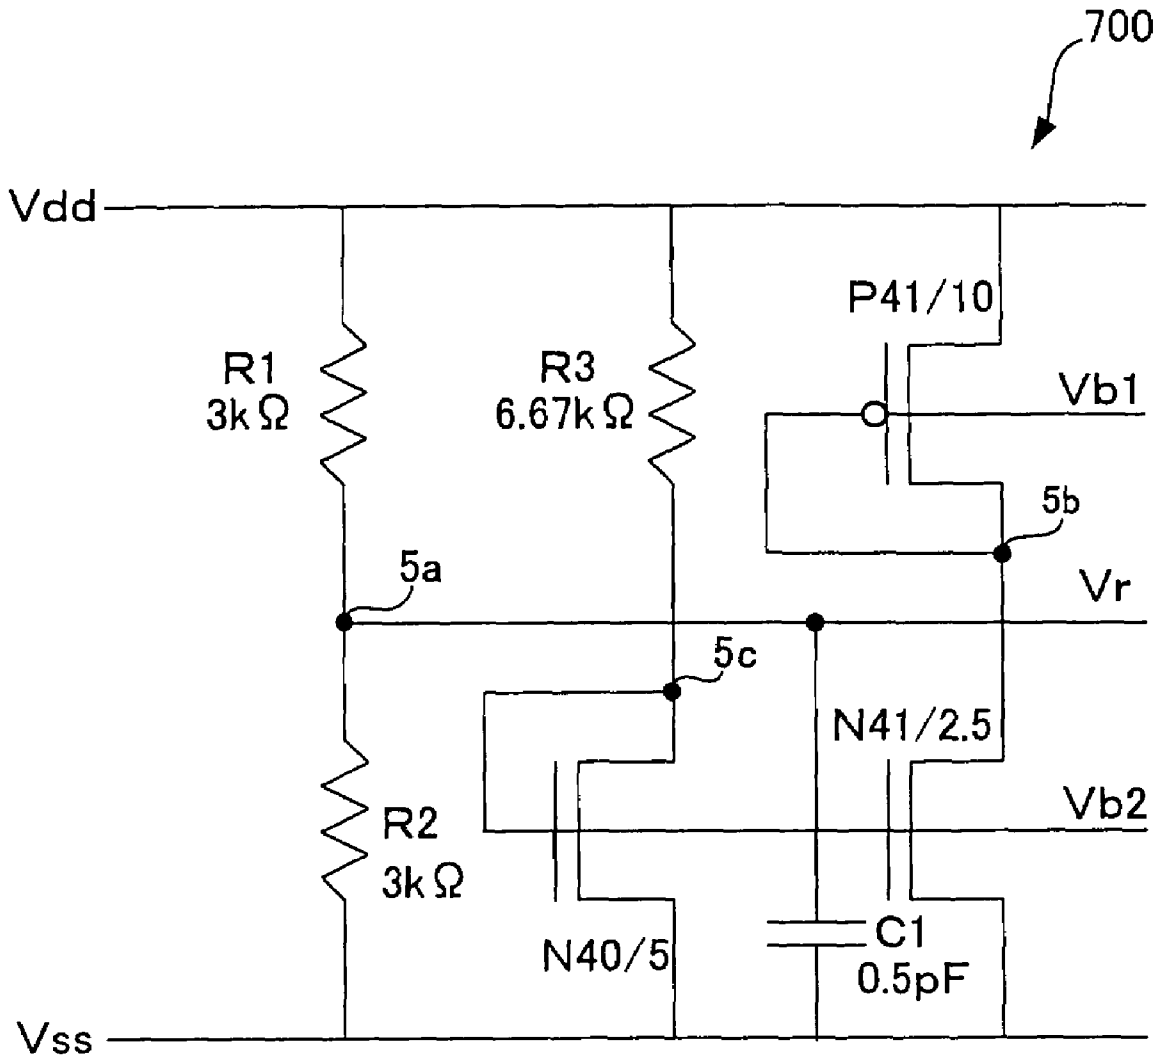 700
Vdd
P41/10
R1
3kΩ
R3
6.67kΩ
Vb1
5b
5a
Vr
5c
N41/2.5
Vb2
R2
3kΩ
C1
0.5pF
N40/5
Vss